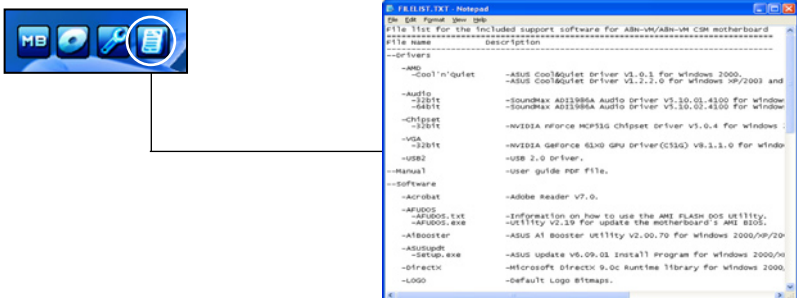 MB
FILELIST.TXT - Notepad
File Edit Format View Help
File list for the included support software for A8N-VM/A8N-VM CSM motherboard
================================================================================
File Name Description
--------------------------------------------------------------------------------
--Drivers
-AMD
-Cool'n'Quiet -ASUS Cool&Quiet Driver V1.0.1 for Windows 2000.
-ASUS Cool&Quiet Driver V1.2.2.0 for Windows XP/2003 and
-Audio
-32bit -SoundMax ADI1986A Audio Driver V5.10.01.4100 for Window
-64bit -SoundMax ADI1986A Audio Driver V5.10.02.4100 for Window
-Chipset
-32bit -NVIDIA nForce MCP51G Chipset Driver V5.0.4 for Windows
-VGA
-32bit -NVIDIA GeForce 61X0 GPU Driver(C51G) V8.1.1.0 for Windo
-USB2 -USB 2.0 Driver.
--Manual -User guide PDF file.
--Software
-Acrobat -Adobe Reader V7.0.
-AFUDOS
-AFUDOS.txt -Information on how to use the AMI FLASH DOS Utility.
-AFUDOS.exe -Utility V2.19 for update the motherboard's AMI BIOS.
-AiBooster -ASUS Ai Booster Utility V2.00.70 for Windows 2000/XP/20
-ASUSUpdt
-Setup.exe -ASUS Update V6.09.01 Install Program for Windows 2000/X
-DirectX -Microsoft DirectX 9.0c Runtime library for Windows 2000,
-LOGO -Default Logo Bitmaps.